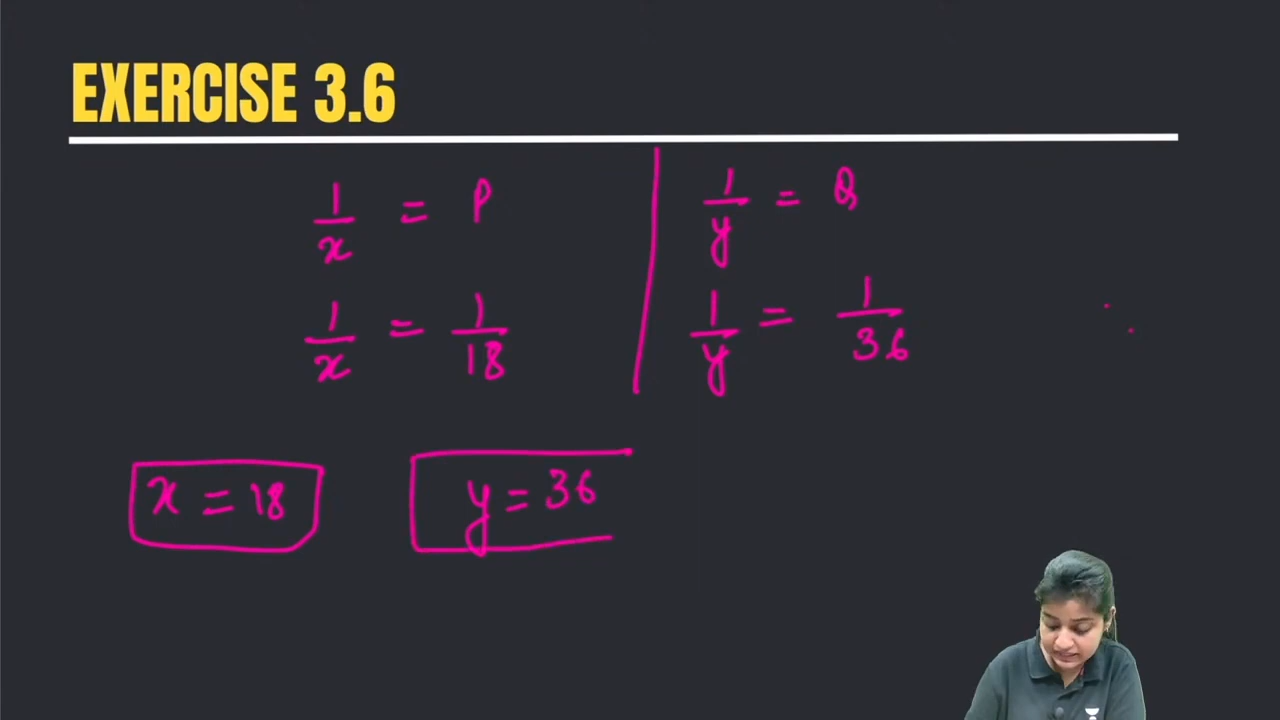 EXERCISE 3.6
1/x = P
1/y = Q
1/x = 1/18
1/y = 1/36
x = 18
y = 36